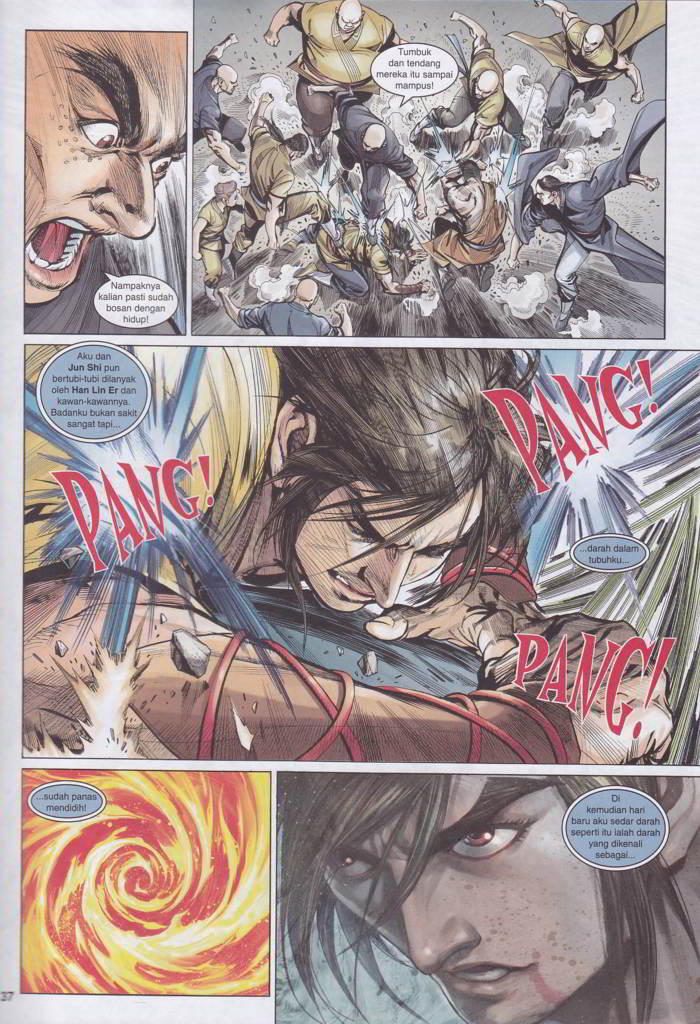 Nampaknya
kalian pasti sudah
bosan dengan
hidup!
Tumbuk
dan tendang
mereka itu sampai
mampus!
Aku dan
Jun Shi pun
bertubi-tubi dilanyak
oleh Han Lin Er dan
kawan-kawannya.
Badanku bukan sakit
sangat tapi...
PANG!
PANG!
...darah dalam
tubuhku...
PANG!
...sudah panas
mendidih!
Di
kemudian hari
baru aku sedar darah
seperti itu ialah darah
yang dikenali
sebagai...
37